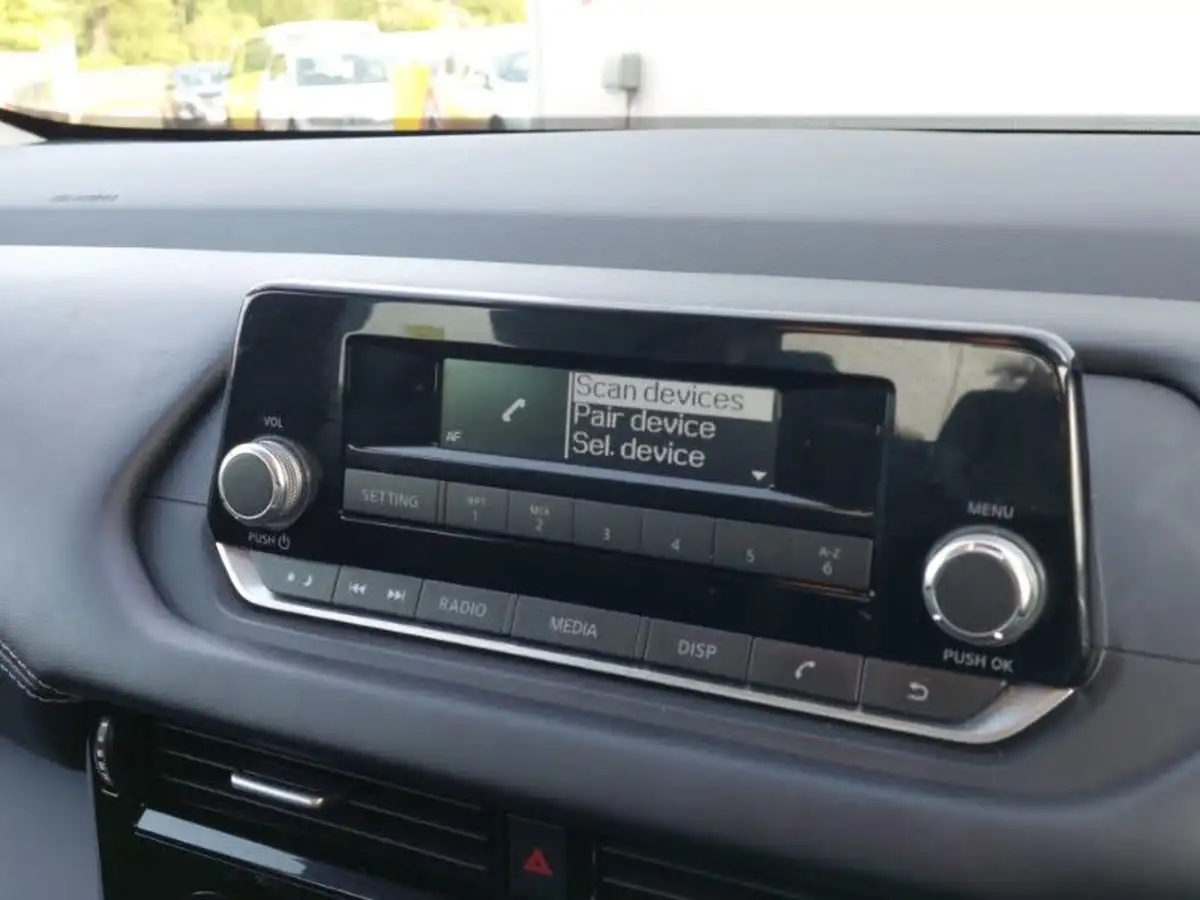 Scan devices
Pair device
Sel. device
AF
VOL
PUSH
SETTING
RPT
1
MIX
2
3
4
5
A-Z
6
MENU
PUSH OK
RADIO
MEDIA
DISP